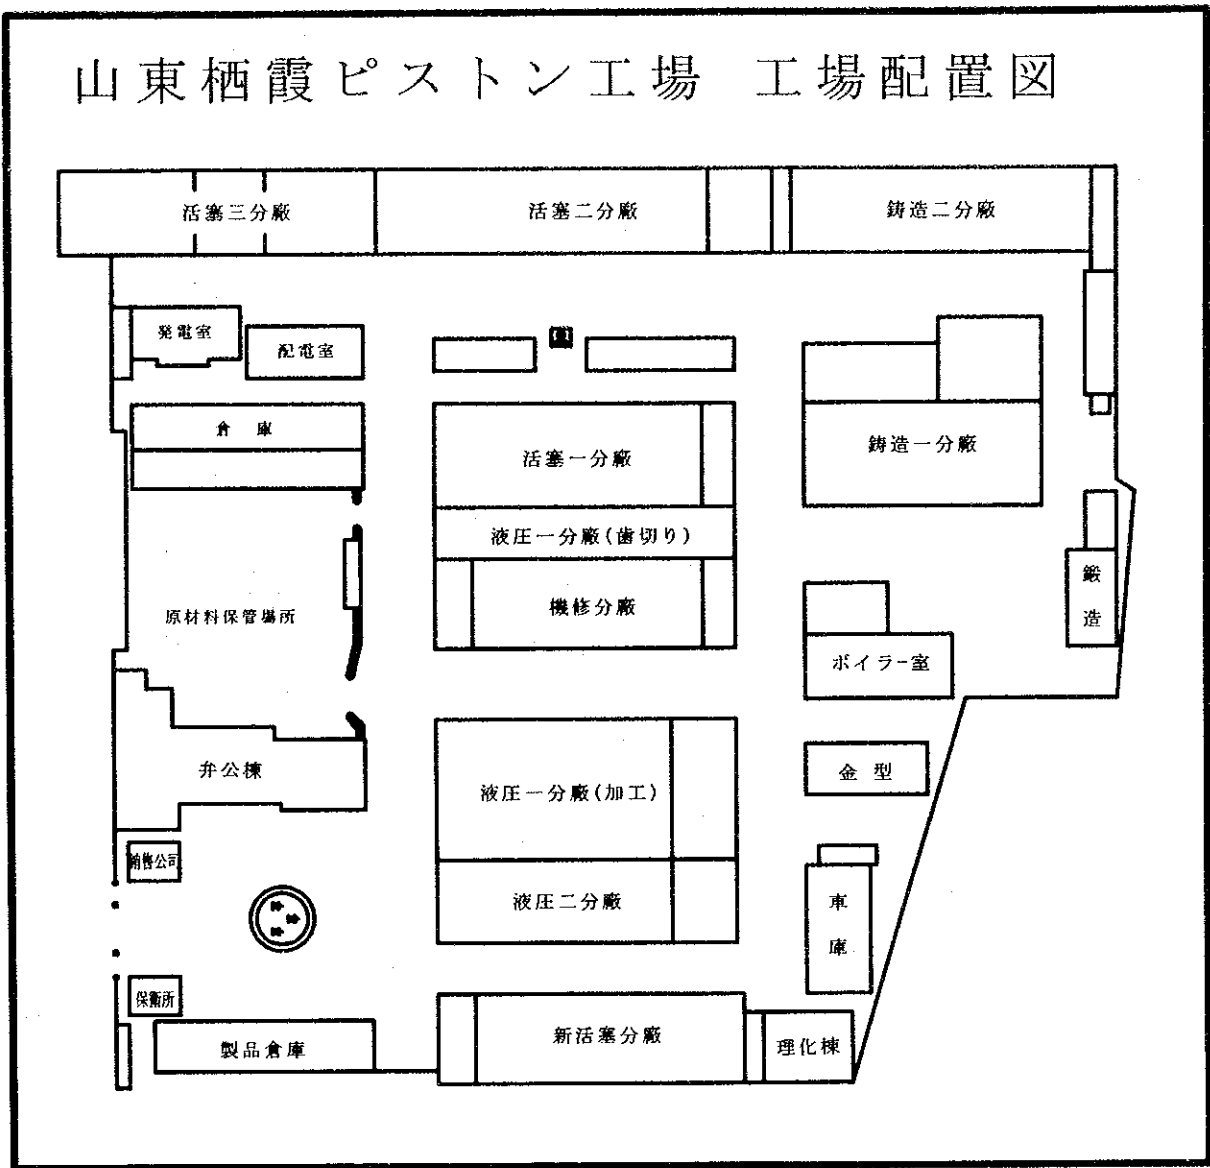 山東栖霞ピストン工場 工場配置図
活塞三分廠
活塞二分廠
鋳造二分廠
発電室
配電室
倉 庫
活塞一分廠
鋳造一分廠
液圧一分廠(歯切り)
鍛
造
機修分廠
原材料保管場所
ボイラー室
弁公棟
金 型
液圧一分廠(加工)
銷售公司
液圧二分廠
車
庫
保衛所
新活塞分廠
理化棟
製品倉庫